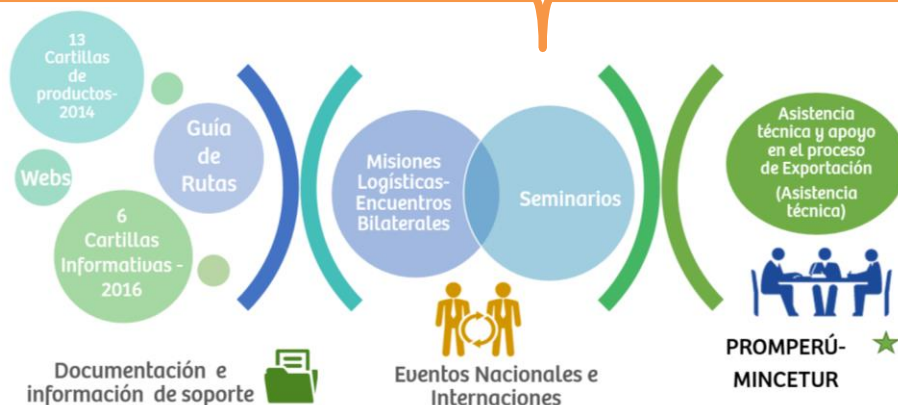 13
Cartillas
de
productos-
2014
Guía
de
Rutas
Webs
6
Cartillas
Informativas -
2016
Documentación e
información de soporte
Misiones
Logísticas-
Encuentros
Bilaterales
Seminarios
Eventos Nacionales e
Internaciones
Asistencia
técnica y apoyo
en el proceso
de Exportación
(Asistencia
técnica)
PROMPERÚ-
MINCETUR